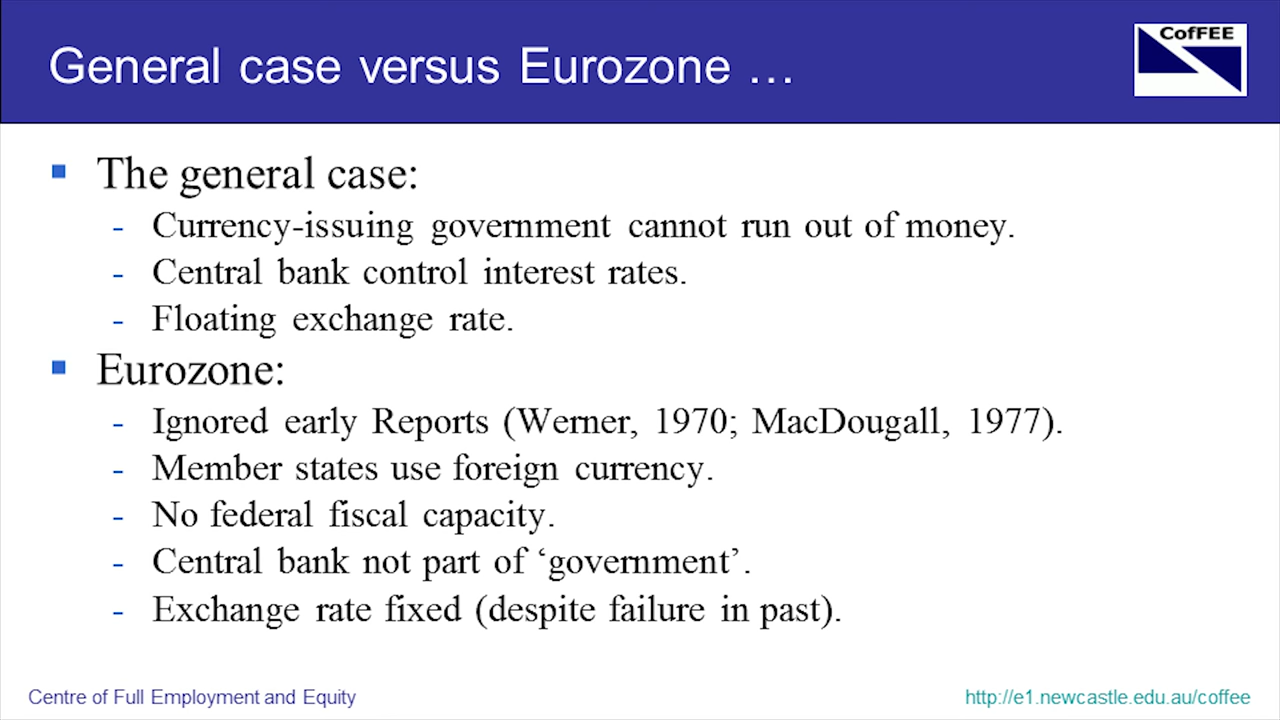 General case versus Eurozone …
CofFEE
▪ The general case:
- Currency-issuing government cannot run out of money.
- Central bank control interest rates.
- Floating exchange rate.
▪ Eurozone:
- Ignored early Reports (Werner, 1970; MacDougall, 1977).
- Member states use foreign currency.
- No federal fiscal capacity.
- Central bank not part of ‘government’.
- Exchange rate fixed (despite failure in past).
Centre of Full Employment and Equity
http://e1.newcastle.edu.au/coffee